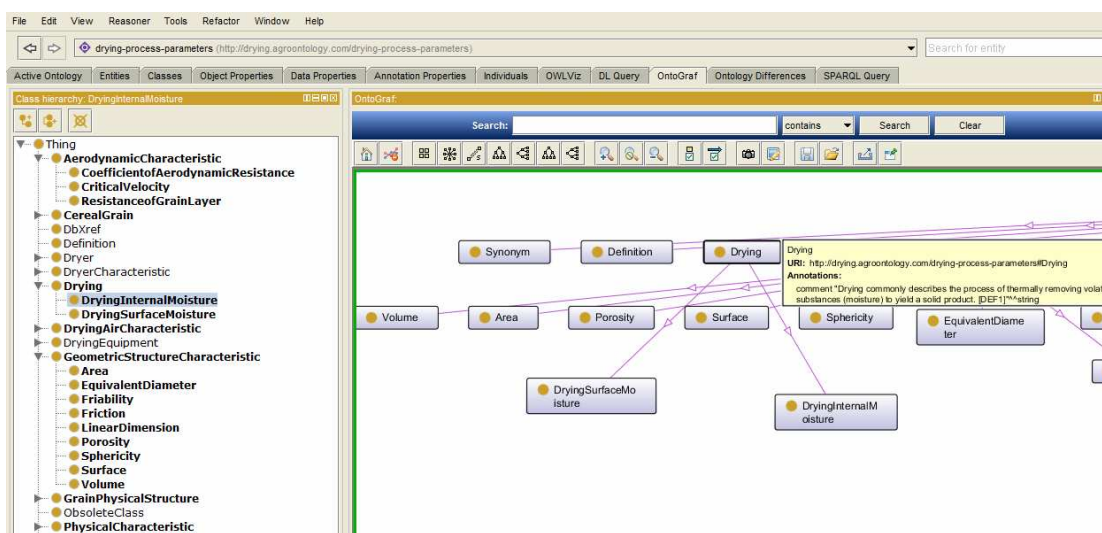 File Edit View Reasoner Tools Refactor Window Help
drying-process-parameters (http://drying.agroontology.com/drying-process-parameters)
Search for entity
Active Ontology Entities Classes Object Properties Data Properties Annotation Properties Individuals OWLViz DL Query OntoGraf Ontology Differences SPARQL Query
Class hierarchy: DryingInternalMoisture
Thing
AerodynamicCharacteristic
CoefficientofAerodynamicResistance
CriticalVelocity
ResistanceofGrainLayer
CerealGrain
DbXref
Definition
Dryer
DryerCharacteristic
Drying
DryingInternalMoisture
DryingSurfaceMoisture
DryingAirCharacteristic
DryingEquipment
GeometricStructureCharacteristic
Area
EquivalentDiameter
Friability
Friction
LinearDimension
Porosity
Sphericity
Surface
Volume
GrainPhysicalStructure
ObsoleteClass
PhysicalCharacteristic
OntoGraf:
Search: contains Search Clear
Synonym Definition Drying
Drying
URI: http://drying.agroontology.com/drying-process-parameters#Drying
Annotations:
comment "Drying commonly describes the process of thermally removing volat
substances (moisture) to yield a solid product. [DEF1]"^^string
Volume Area Porosity Surface Sphericity EquivalentDiame
ter
DryingSurfaceMo
isture
DryingInternalM
oisture